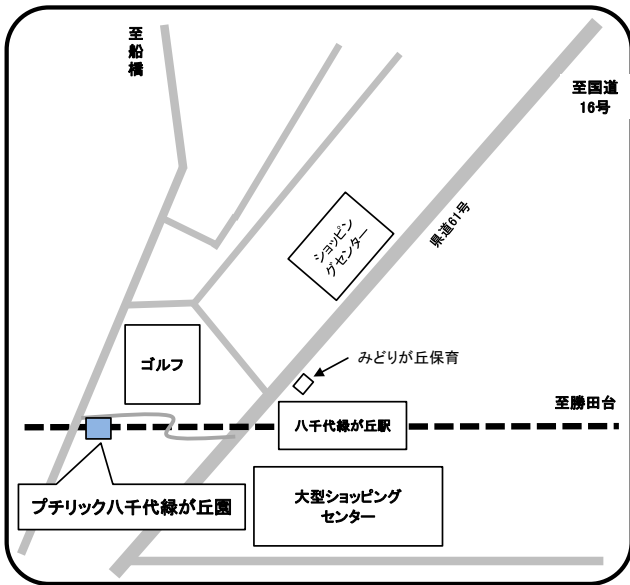 至船橋
至国道
16号
県道61号
ショッピン
グセンター
みどりが丘保育
ゴルフ
至勝田台
八千代緑が丘駅
プチリック八千代緑が丘園
大型ショッピング
センター